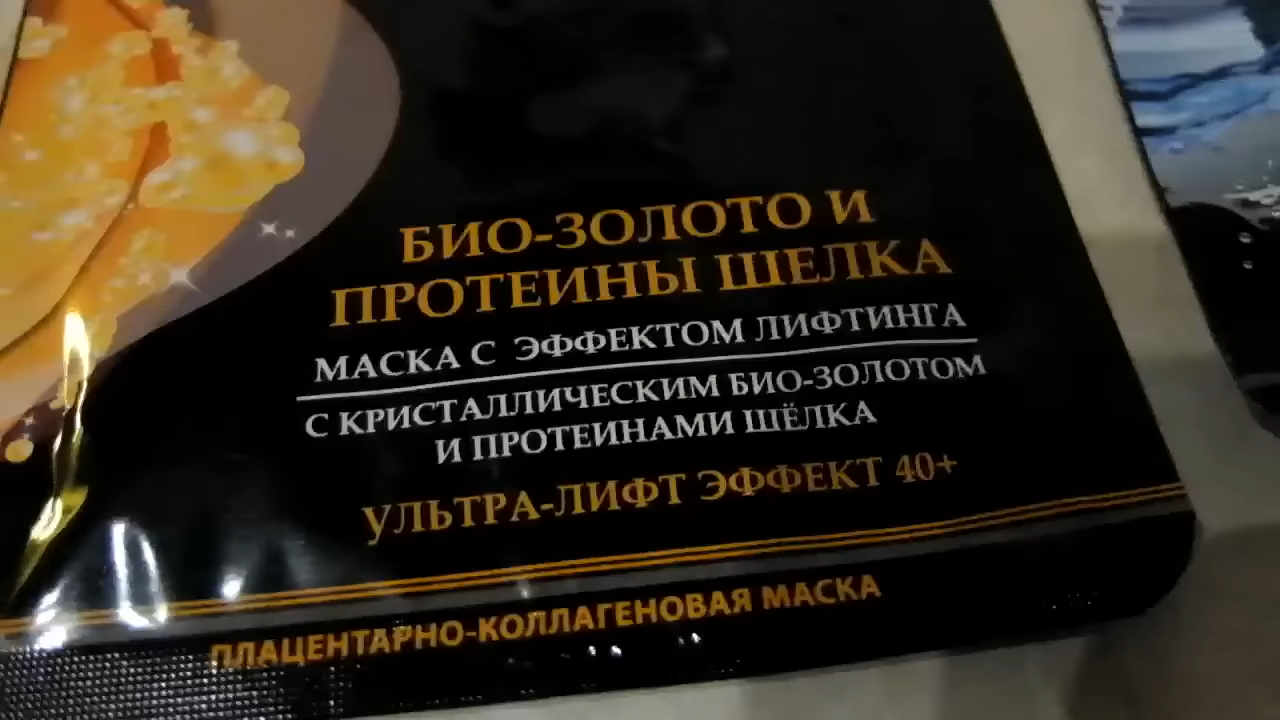 БИО-ЗОЛОТО И
ПРОТЕИНЫ ШЕЛКА
МАСКА С ЭФФЕКТОМ ЛИФТИНГА
С КРИСТАЛЛИЧЕСКИМ БИО-ЗОЛОТОМ
И ПРОТЕИНАМИ ШЁЛКА
УЛЬТРА-ЛИФТ ЭФФЕКТ 40+
ПЛАЦЕНТАРНО-КОЛЛАГЕНОВАЯ МАСКА